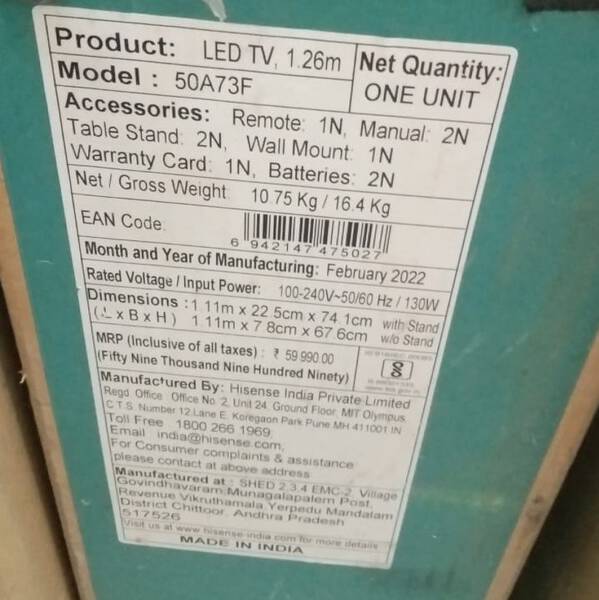 Product: LED TV, 1.26m
Net Quantity:
ONE UNIT
Model : 50A73F
Accessories: Remote: 1N, Manual: 2N
Table Stand: 2N, Wall Mount: 1N
Warranty Card: 1N, Batteries: 2N
Net / Gross Weight: 10.75 Kg / 16.4 Kg
EAN Code:
6 942147 475027
Month and Year of Manufacturing: February 2022
Rated Voltage / Input Power: 100-240V~50/60 Hz / 130W
Dimensions : 1.11m x 22.5cm x 74.1cm with Stand
(L x B x H) 1.11m x 7.8cm x 67.6cm w/o Stand
MRP (Inclusive of all taxes) : ₹ 59,990.00
(Fifty Nine Thousand Nine Hundred Ninety)
Manufactured By: Hisense India Private Limited
Regd Office Office No. 2, Unit 24, Ground Floor, MIT Olympus,
C.T.S. Number 12,Lane E, Koregaon Park Pune MH 411001 IN
Toll Free 1800 266 1969,
Email india@hisense.com,
For Consumer complaints & assistance
please contact at above address
Manufactured at : SHED 2,3,4 EMC-2, Village
Govindhavaram,Munagalapalem Post,
Revenue Vikruthamala,Yerpedu Mandalam
District Chittoor, Andhra Pradesh
517526
Visit us at www.hisense-india.com for more details
MADE IN INDIA